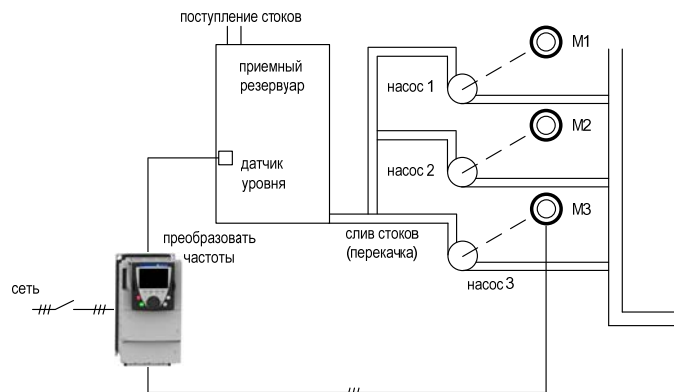 поступление стоков
приемный
резервуар
датчик
уровня
преобразовать
частоты
сеть
слив стоков
(перекачка)
насос 1
насос 2
насос 3
M1
M2
M3